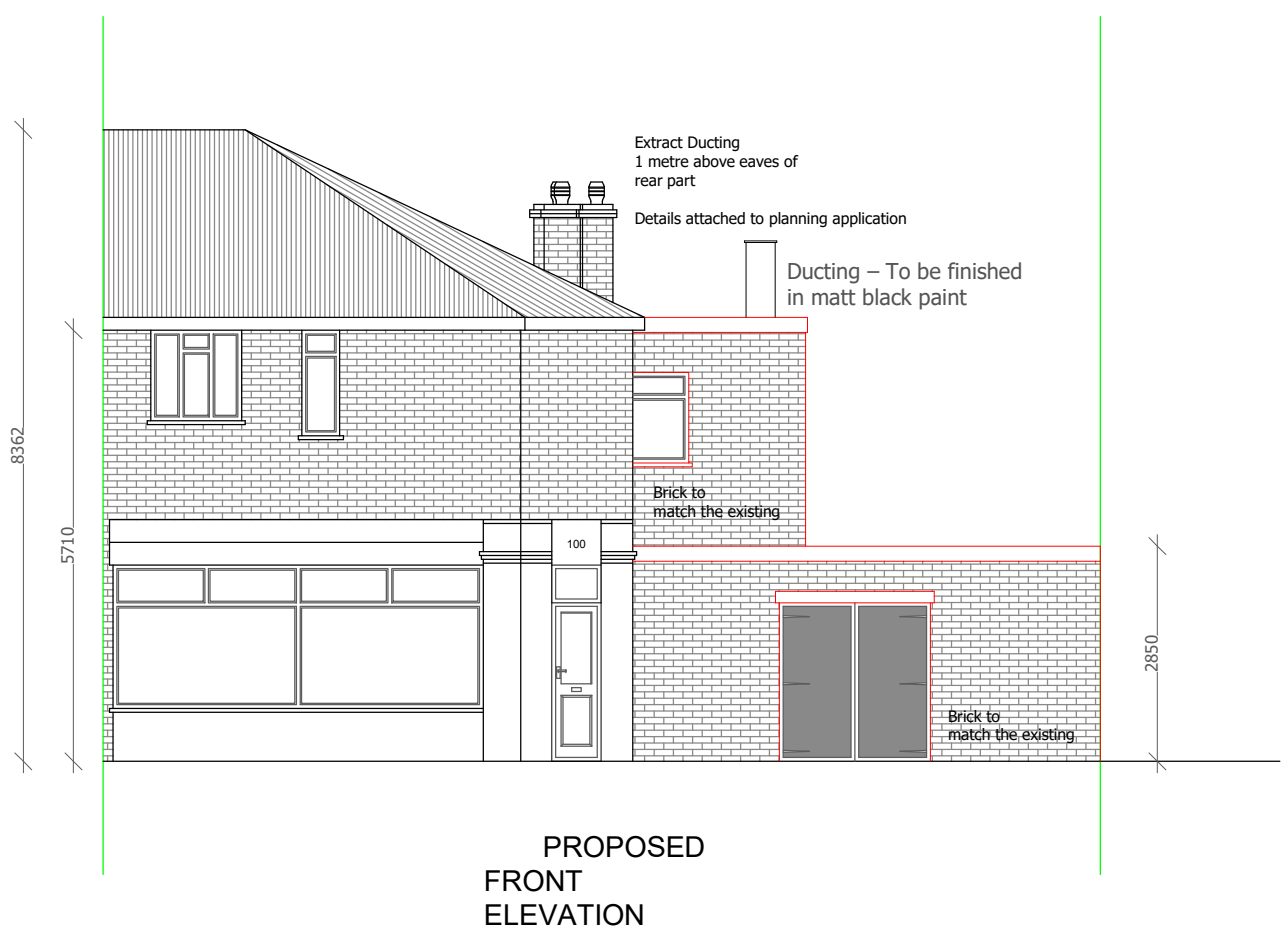 Extract Ducting
1 metre above eaves of
rear part
Details attached to planning application
Ducting – To be finished
in matt black paint
8362
5710
Brick to
match the existing
100
2850
Brick to
match the existing
PROPOSED
FRONT
ELEVATION